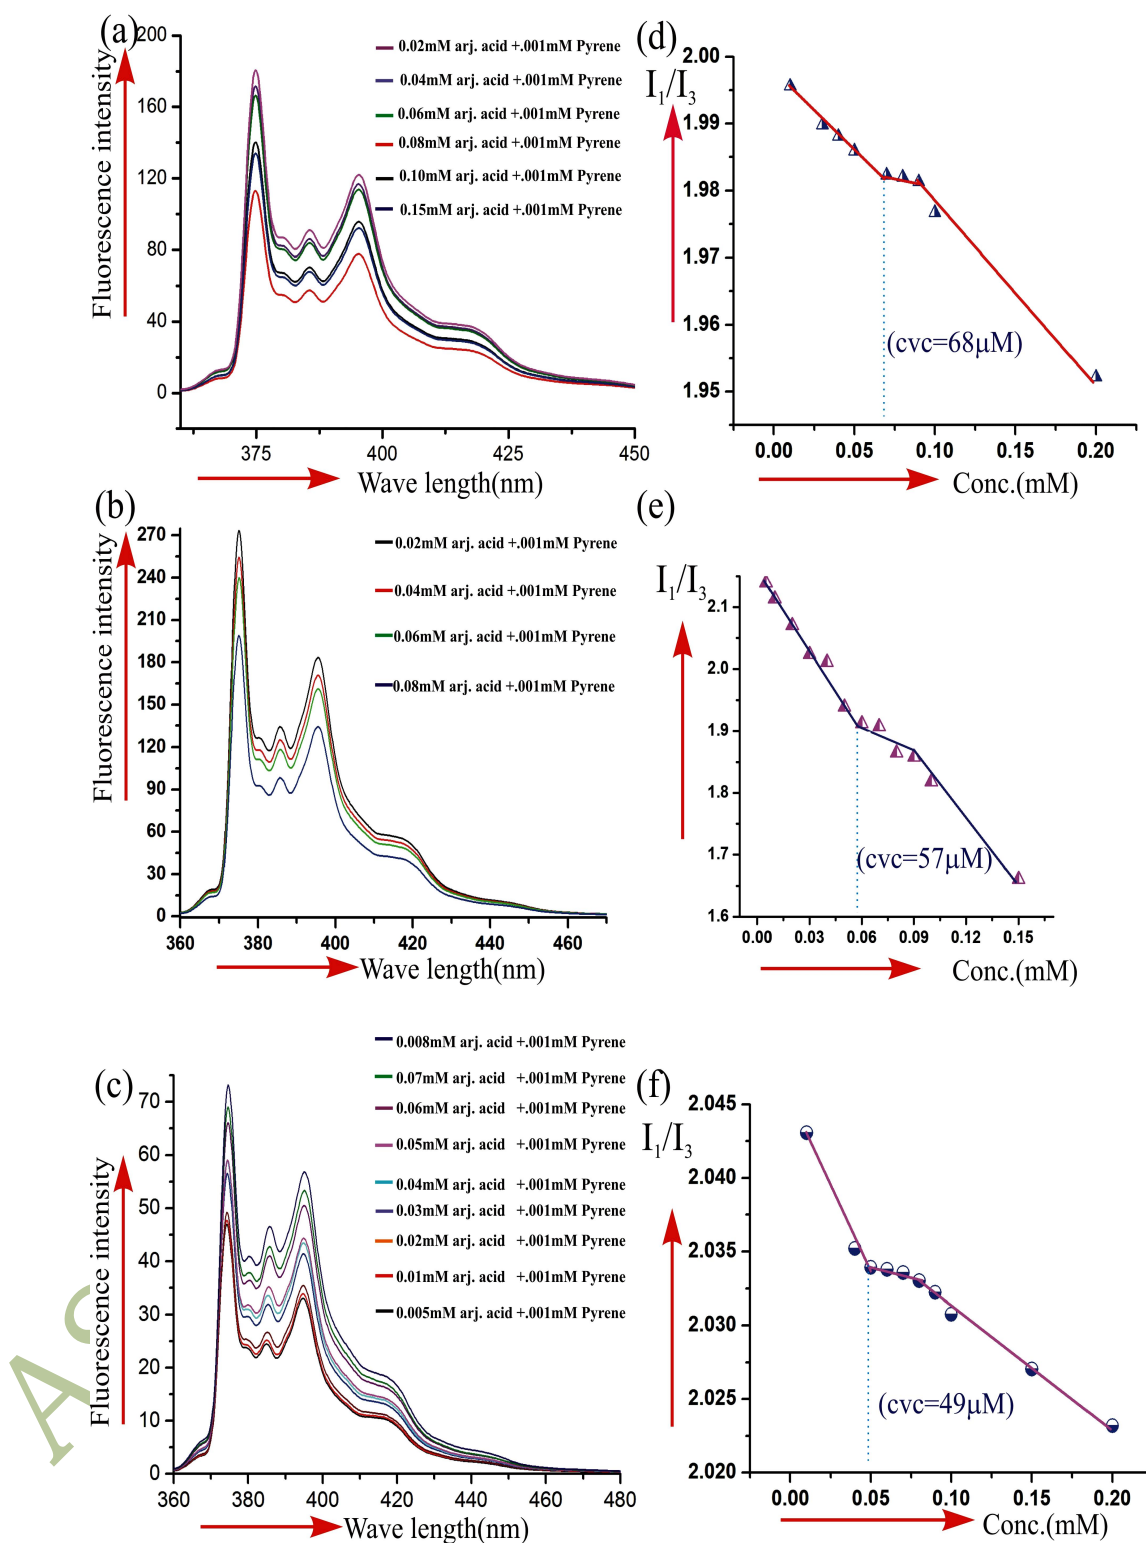 (a)
200
160
120
80
40
0
Fluorescence intensity
0.02mM arj. acid +.001mM Pyrene
0.04mM arj. acid +.001mM Pyrene
0.06mM arj. acid +.001mM Pyrene
0.08mM arj. acid +.001mM Pyrene
0.10mM arj. acid +.001mM Pyrene
0.15mM arj. acid +.001mM Pyrene
375 400 425 450
Wave length(nm)
(d)
I₁/I₃
2.00
1.99
1.98
1.97
1.96
1.95
(cvc=68μM)
0.00 0.05 0.10 0.15 0.20
Conc.(mM)
(b)
270
240
210
180
150
120
90
60
30
0
Fluorescence intensity
0.02mM arj. acid +.001mM Pyrene
0.04mM arj. acid +.001mM Pyrene
0.06mM arj. acid +.001mM Pyrene
0.08mM arj. acid +.001mM Pyrene
360 380 400 420 440 460
Wave length(nm)
(e)
I₁/I₃
2.1
2.0
1.9
1.8
1.7
1.6
(cvc=57μM)
0.00 0.03 0.06 0.09 0.12 0.15
Conc.(mM)
(c)
70
60
50
40
30
20
10
0
Fluorescence intensity
0.008mM arj. acid +.001mM Pyrene
0.07mM arj. acid +.001mM Pyrene
0.06mM arj. acid +.001mM Pyrene
0.05mM arj. acid +.001mM Pyrene
0.04mM arj. acid +.001mM Pyrene
0.03mM arj. acid +.001mM Pyrene
0.02mM arj. acid +.001mM Pyrene
0.01mM arj. acid +.001mM Pyrene
0.005mM arj. acid +.001mM Pyrene
360 380 400 420 440 460 480
Wave length(nm)
(f)
I₁/I₃
2.045
2.040
2.035
2.030
2.025
2.020
(cvc=49μM)
0.00 0.05 0.10 0.15 0.20
Conc.(mM)